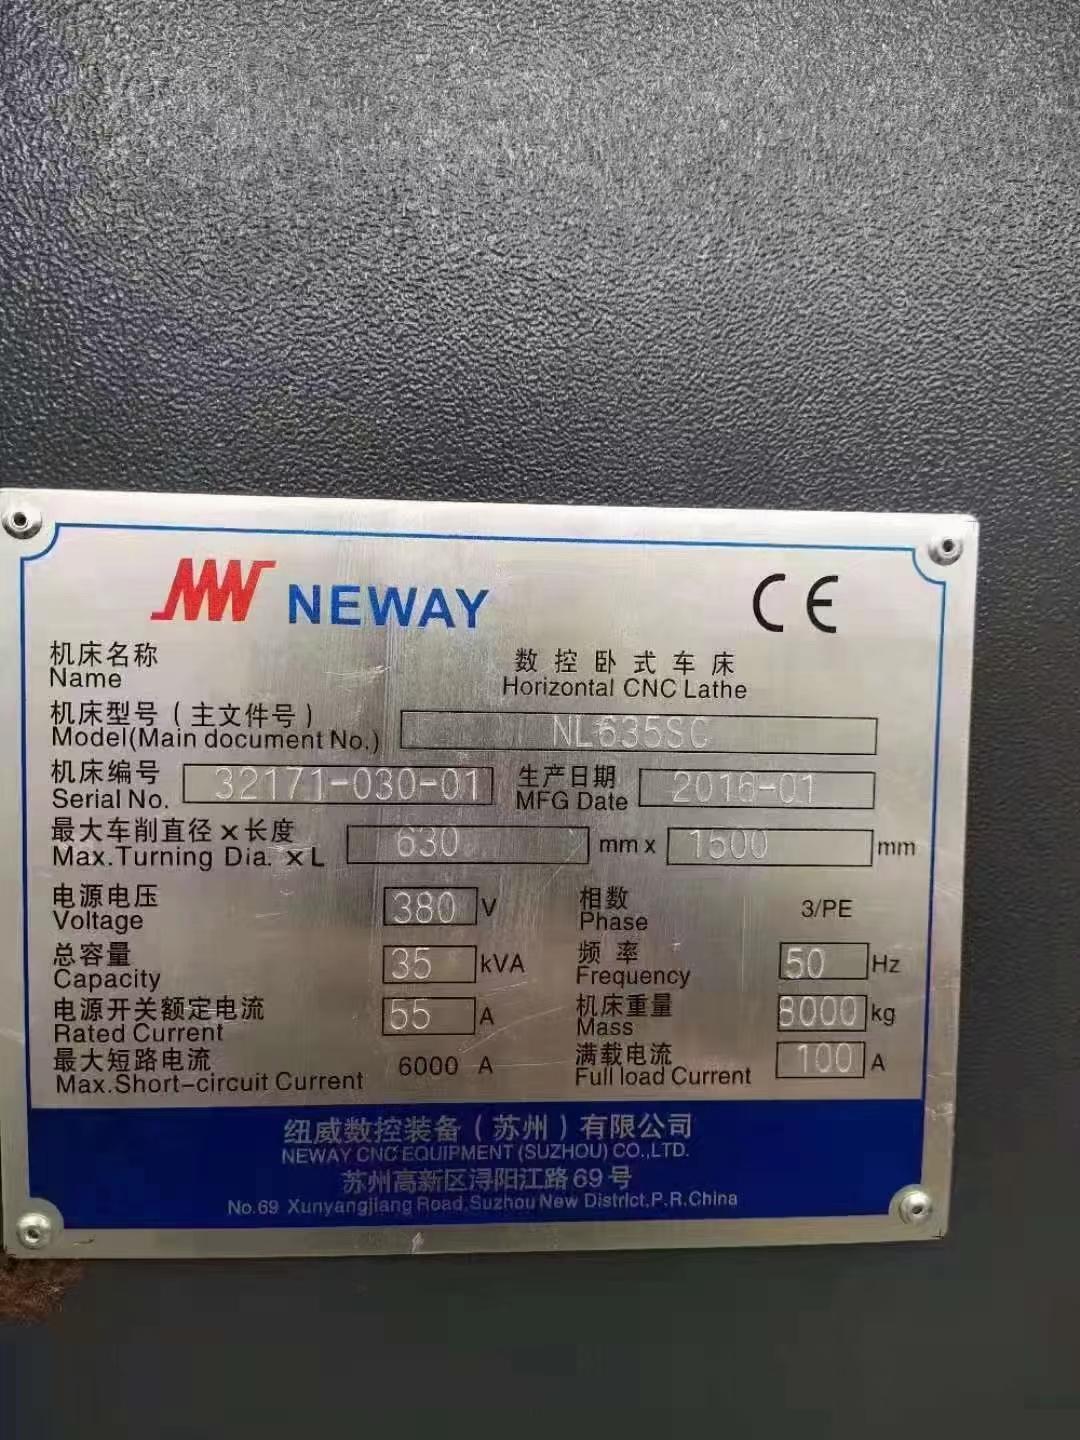 NEWAY CE
机床名称 数控卧式车床
Name Horizontal CNC Lathe
机床型号(主文件号)
Model(Main document No.) NL635SC
机床编号 32171-030-01 生产日期 2016-01
Serial No. MFG Date
最大车削直径×长度 630 mm x 1500 mm
Max.Turning Dia. ×L
电源电压 380 V 相数 3/PE
Voltage Phase
总容量 35 kVA 频率 50 Hz
Capacity Frequency
电源开关额定电流 55 A 机床重量 8000 kg
Rated Current Mass
最大短路电流 6000 A 满载电流 100 A
Max.Short-circuit Current Full load Current
纽威数控装备(苏州)有限公司
NEWAY CNC EQUIPMENT (SUZHOU) CO.,LTD.
苏州高新区浔阳江路69号
No.69 Xunyangjiang Road,Suzhou New District,P.R.China